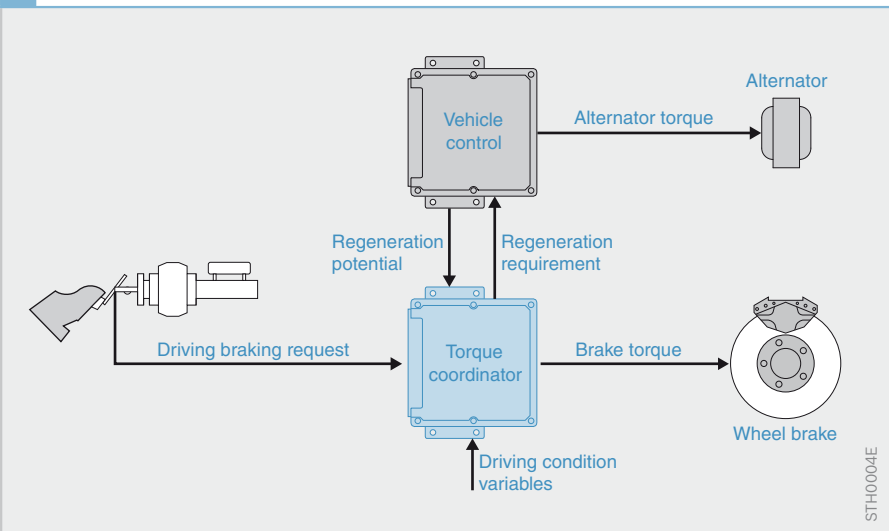 Alternator
Alternator torque
Vehicle
control
Regeneration
potential
Regeneration
requirement
Driving braking request
Torque
coordinator
Brake torque
Wheel brake
Driving condition
variables
STH0004E